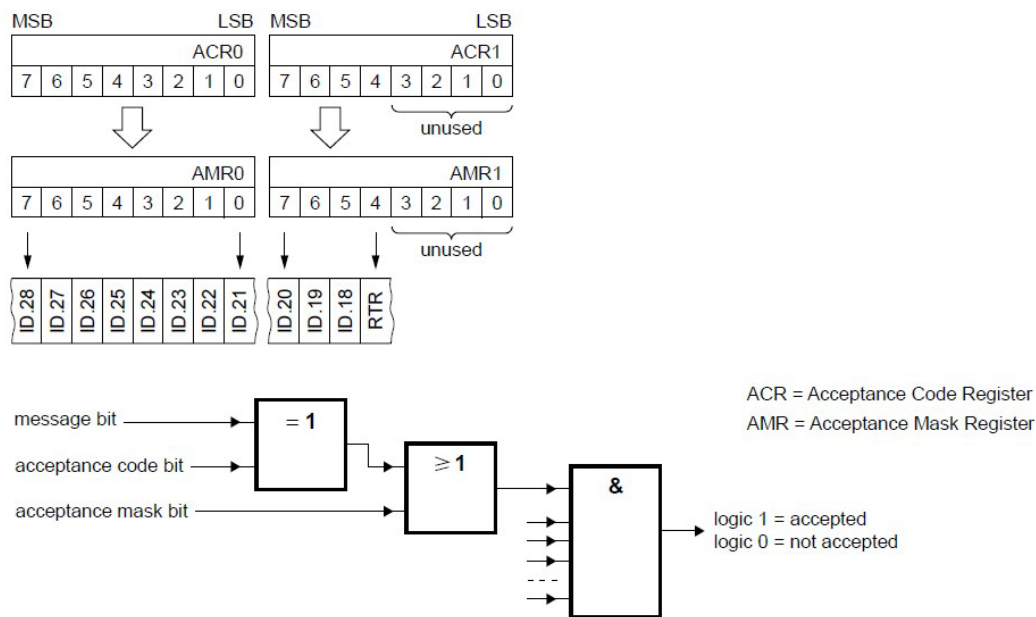 MSB LSB MSB LSB
ACR0 ACR1
7 6 5 4 3 2 1 0 7 6 5 4 3 2 1 0
unused
AMR0 AMR1
7 6 5 4 3 2 1 0 7 6 5 4 3 2 1 0
unused
ID.28 ID.27 ID.26 ID.25 ID.24 ID.23 ID.22 ID.21 ID.20 ID.19 ID.18 RTR
ACR = Acceptance Code Register
AMR = Acceptance Mask Register
message bit
= 1
acceptance code bit
≥ 1
acceptance mask bit
&
logic 1 = accepted
logic 0 = not accepted